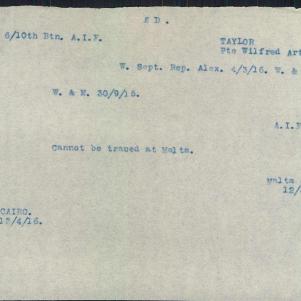 E D.
6/10th Btn. A.I.F. TAYLOR
Pte Wilfred Art
W. Sept. Rep. Alex. 4/3/16. W. &
W. & M. 30/9/15.
A.I.F
Cannot be traced at Malta.
Malta
12/
CAIRO.
13/4/16.